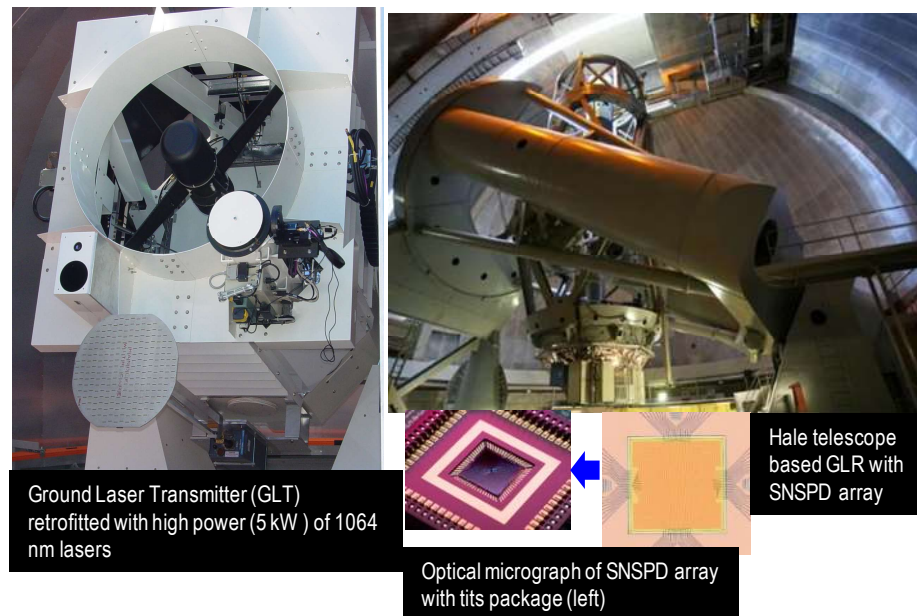 Ground Laser Transmitter (GLT)
retrofitted with high power (5 kW ) of 1064
nm lasers
Hale telescope
based GLR with
SNSPD array
Optical micrograph of SNSPD array
with tits package (left)